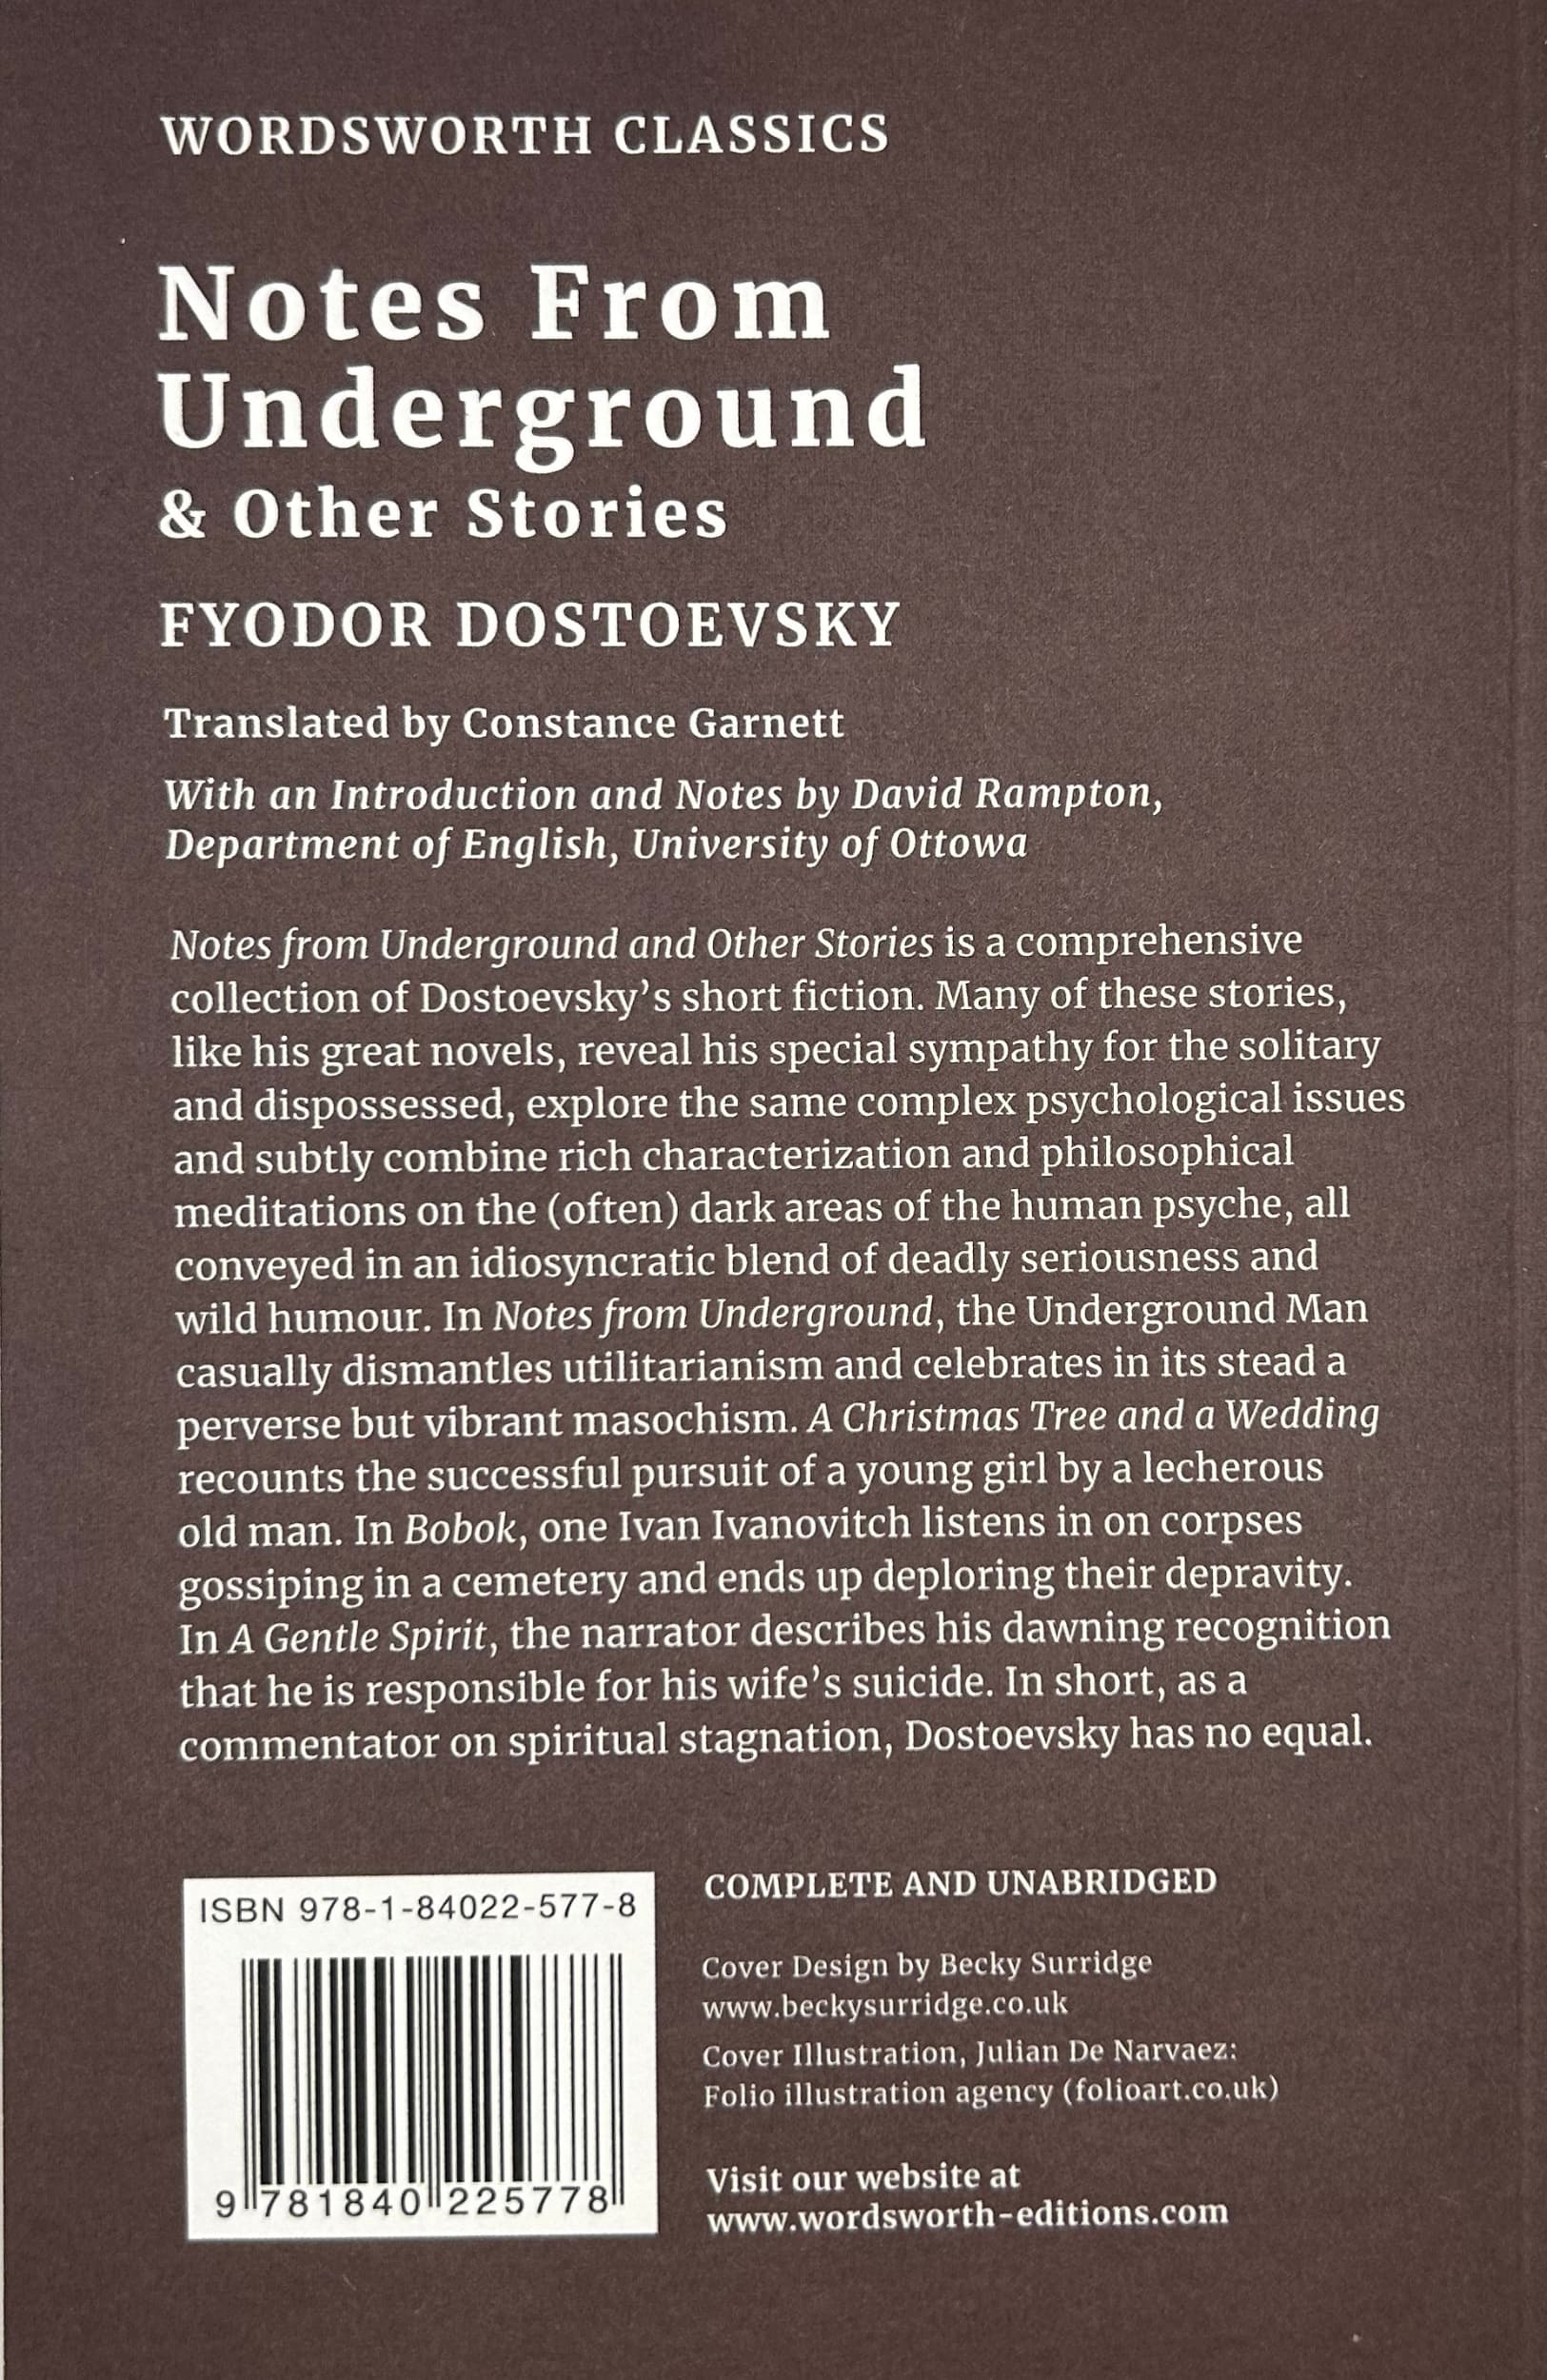 WORDSWORTH CLASSICS
Notes From
Underground
& Other Stories
FYODOR DOSTOEVSKY
Translated by Constance Garnett
With an Introduction and Notes by David Rampton,
Department of English, University of Ottowa
Notes from Underground and Other Stories is a comprehensive
collection of Dostoevsky’s short fiction. Many of these stories,
like his great novels, reveal his special sympathy for the solitary
and dispossessed, explore the same complex psychological issues
and subtly combine rich characterization and philosophical
meditations on the (often) dark areas of the human psyche, all
conveyed in an idiosyncratic blend of deadly seriousness and
wild humour. In Notes from Underground, the Underground Man
casually dismantles utilitarianism and celebrates in its stead a
perverse but vibrant masochism. A Christmas Tree and a Wedding
recounts the successful pursuit of a young girl by a lecherous
old man. In Bobok, one Ivan Ivanovitch listens in on corpses
gossiping in a cemetery and ends up deploring their depravity.
In A Gentle Spirit, the narrator describes his dawning recognition
that he is responsible for his wife’s suicide. In short, as a
commentator on spiritual stagnation, Dostoevsky has no equal.
ISBN 978-1-84022-577-8
9 781840 225778
COMPLETE AND UNABRIDGED
Cover Design by Becky Surridge
www.beckysurridge.co.uk
Cover Illustration, Julian De Narvaez:
Folio illustration agency (folioart.co.uk)
Visit our website at
www.wordsworth-editions.com